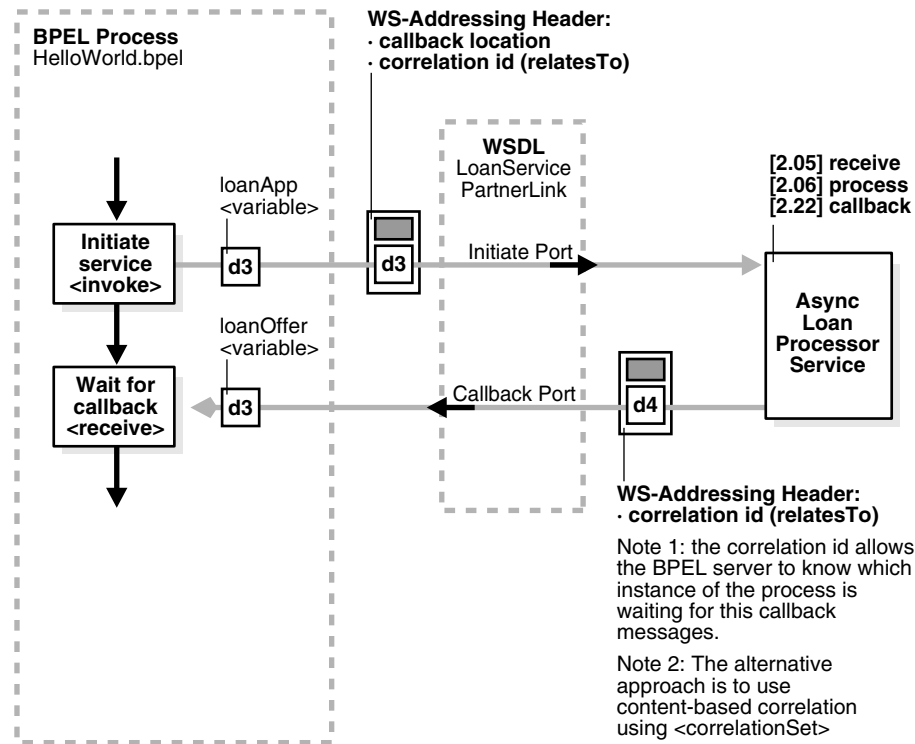 BPEL Process
HelloWorld.bpel
WS-Addressing Header:
· callback location
· correlation id (relatesTo)
WSDL
LoanService
PartnerLink
[2.05] receive
[2.06] process
[2.22] callback
loanApp
<variable>
Initiate
service
<invoke>
d3
d3
Initiate Port
Async
Loan
Processor
Service
loanOffer
<variable>
Wait for
callback
<receive>
d3
Callback Port
d4
WS-Addressing Header:
· correlation id (relatesTo)
Note 1: the correlation id allows
the BPEL server to know which
instance of the process is
waiting for this callback
messages.
Note 2: The alternative
approach is to use
content-based correlation
using <correlationSet>